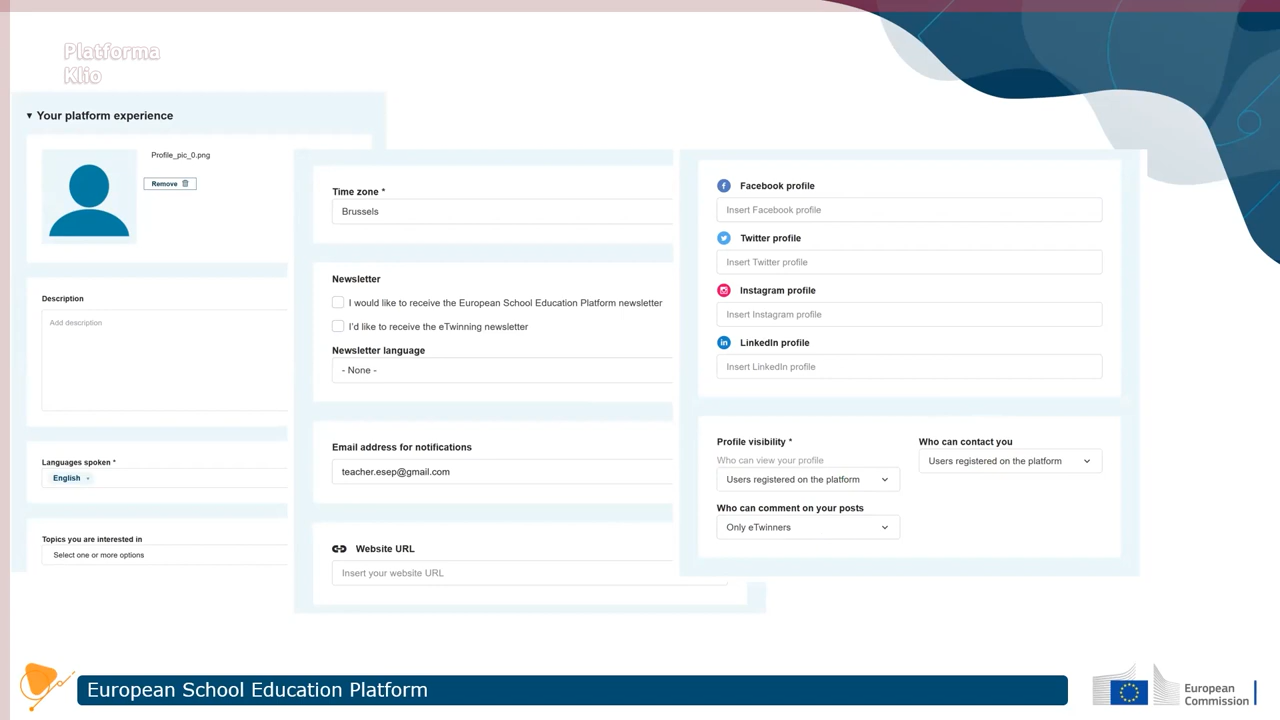 Platforma
Klio
▾ Your platform experience
Profile_pic_0.png
Remove
Description
Add description
Languages spoken *
English
Topics you are interested in
Select one or more options
Time zone *
Brussels
Newsletter
I would like to receive the European School Education Platform newsletter
I'd like to receive the eTwinning newsletter
Newsletter language
- None -
Email address for notifications
teacher.esep@gmail.com
Website URL
Insert your website URL
Facebook profile
Insert Facebook profile
Twitter profile
Insert Twitter profile
Instagram profile
Insert Instagram profile
LinkedIn profile
Insert LinkedIn profile
Profile visibility *
Who can view your profile
Users registered on the platform
Who can contact you
Users registered on the platform
Who can comment on your posts
Only eTwinners
European School Education Platform
European
Commission